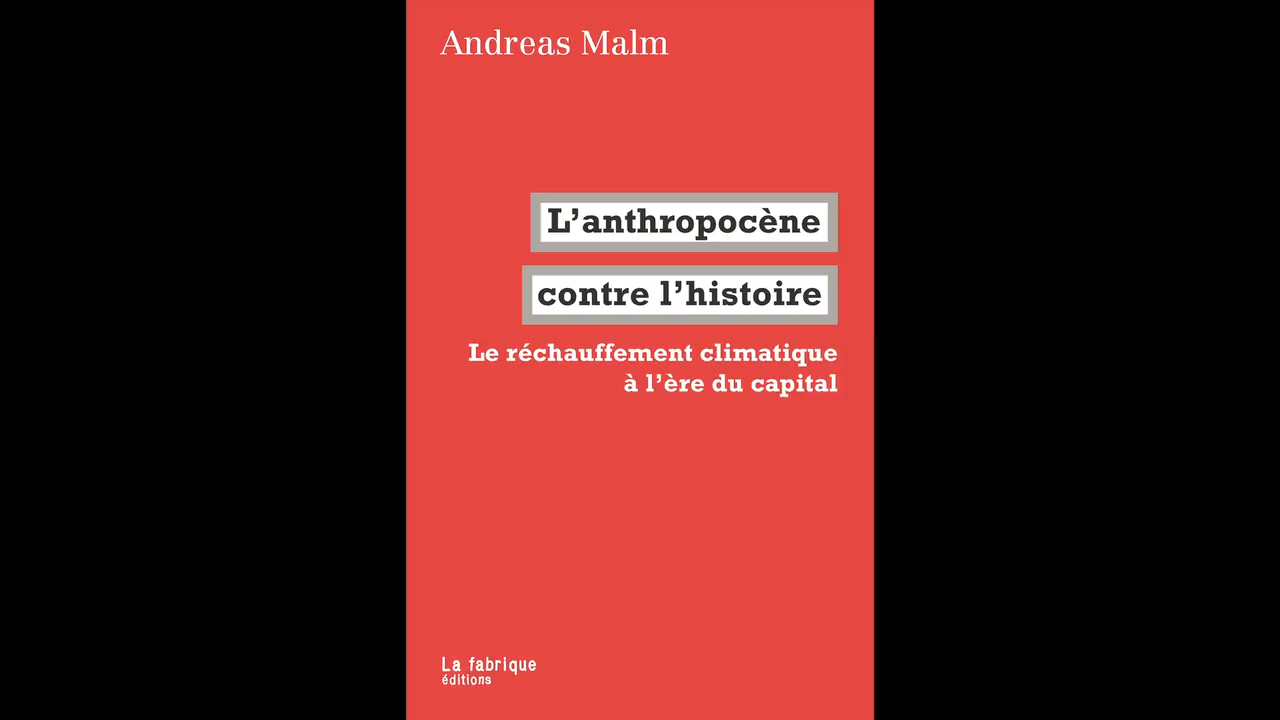 Andreas Malm
L’anthropocène
contre l’histoire
Le réchauffement climatique
à l’ère du capital
La fabrique
éditions